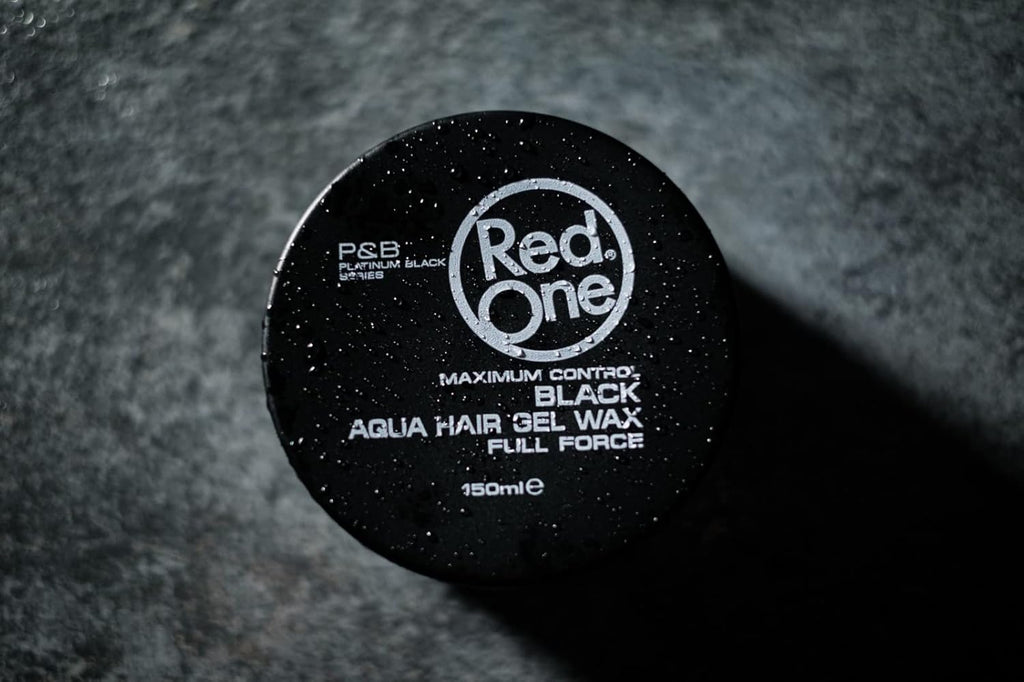 Red®
One
P&B
PLATINUM BLACK
SERIES
MAXIMUM CONTROL
BLACK
AQUA HAIR GEL WAX
FULL FORCE
150ml e